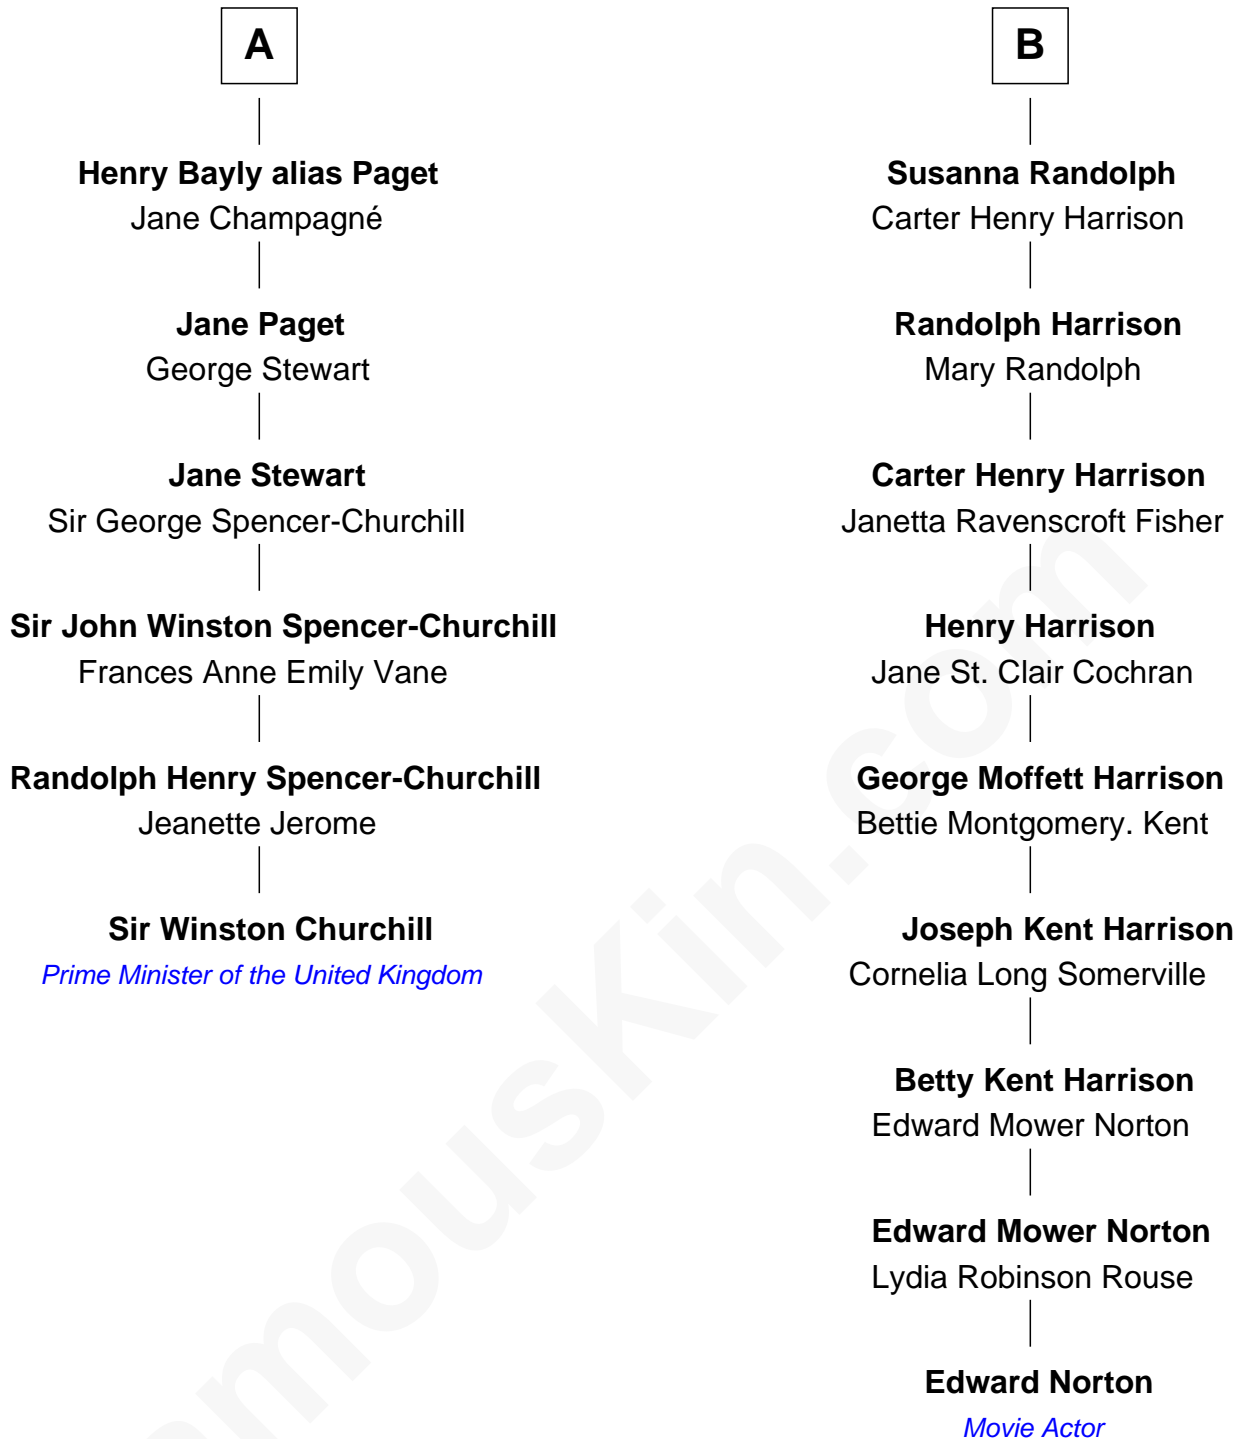 A
Henry Bayly alias Paget
Jane Champagné
Jane Paget
George Stewart
Jane Stewart
Sir George Spencer-Churchill
Sir John Winston Spencer-Churchill
Frances Anne Emily Vane
Randolph Henry Spencer-Churchill
Jeanette Jerome
Sir Winston Churchill
Prime Minister of the United Kingdom
B
Susanna Randolph
Carter Henry Harrison
Randolph Harrison
Mary Randolph
Carter Henry Harrison
Janetta Ravenscroft Fisher
Henry Harrison
Jane St. Clair Cochran
George Moffett Harrison
Bettie Montgomery. Kent
Joseph Kent Harrison
Cornelia Long Somerville
Betty Kent Harrison
Edward Mower Norton
Edward Mower Norton
Lydia Robinson Rouse
Edward Norton
Movie Actor
amouskin.com